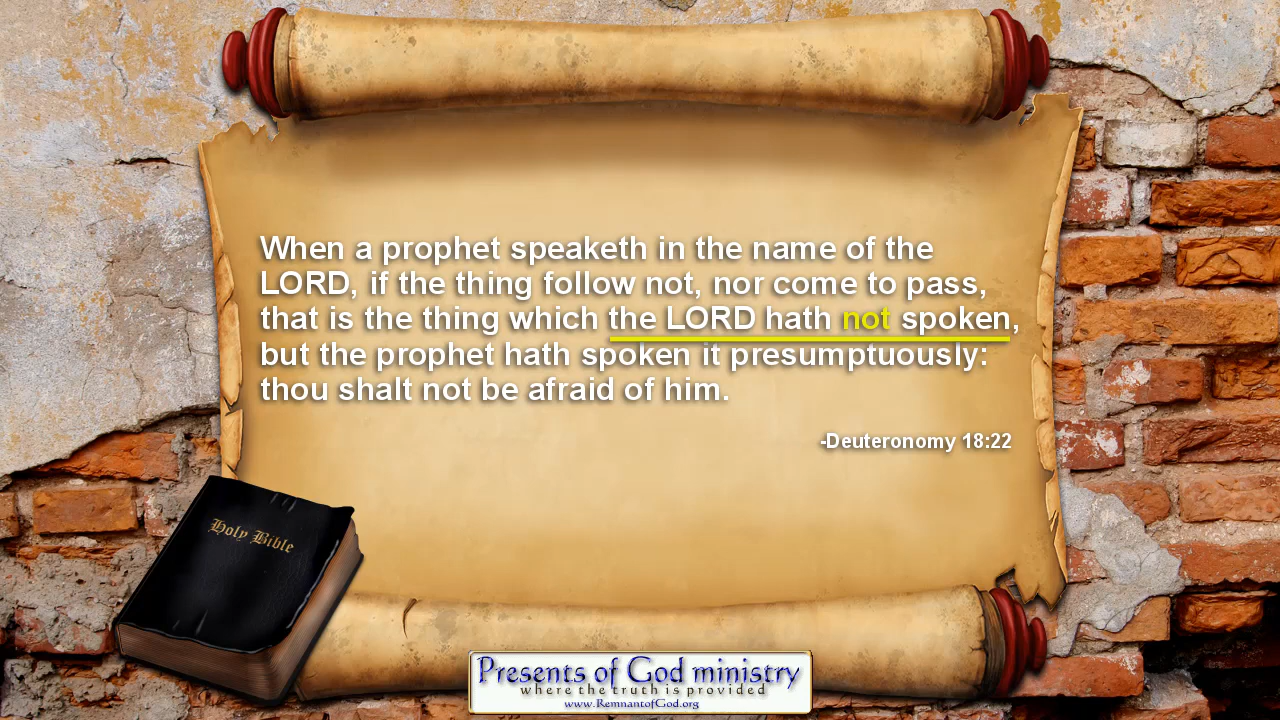 When a prophet speaketh in the name of the
LORD, if the thing follow not, nor come to pass,
that is the thing which the LORD hath not spoken,
but the prophet hath spoken it presumptuously:
thou shalt not be afraid of him.
-Deuteronomy 18:22
Holy Bible
Presents of God ministry
where the truth is provided
www.RemnantofGod.org